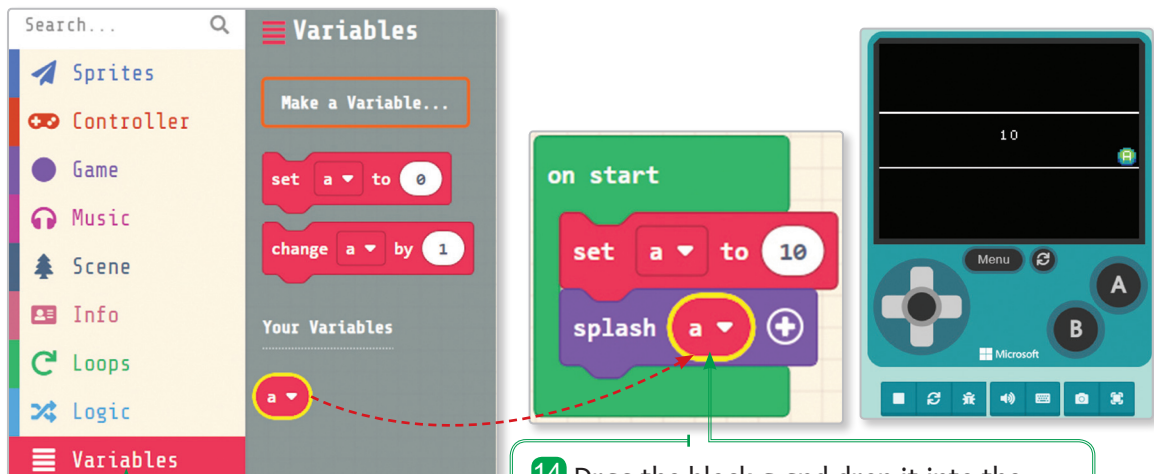 Search...
Sprites
Controller
Game
Music
Scene
Info
Loops
Logic
Variables
Variables
Make a Variable...
set a to 0
change a by 1
Your Variables
a
on start
set a to 10
splash a
10
A
Menu
A
B
Microsoft
14 Drag the block a and drop it into the